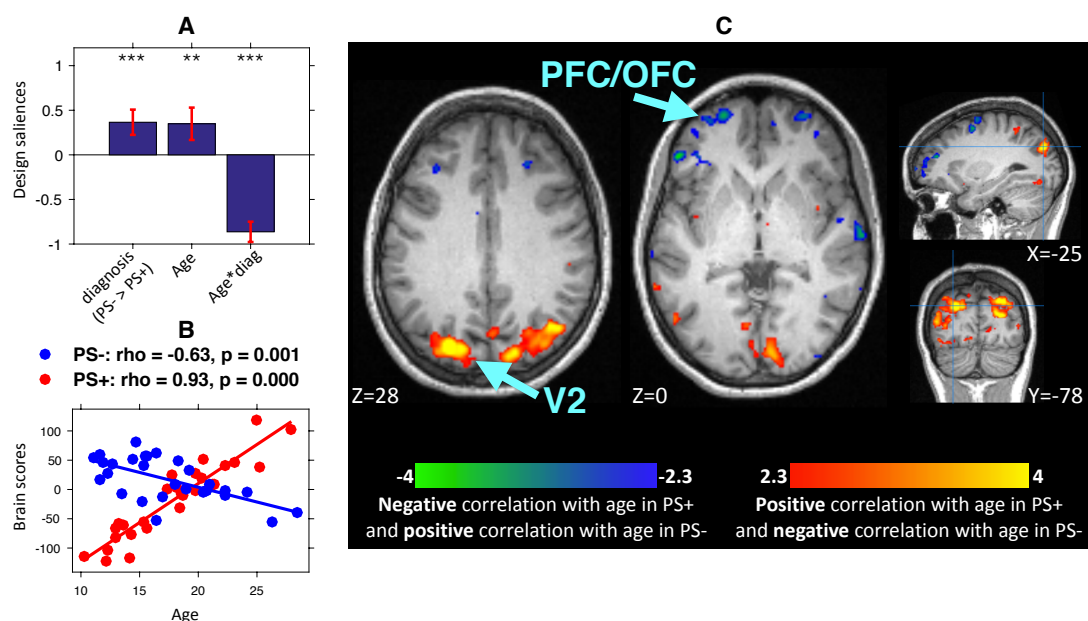 A
*** ** ***
1
0.5
0
-0.5
-1
Design saliences
diagnosis
(PS- > PS+)
Age
Age*diag
B
PS-: rho = -0.63, p = 0.001
PS+: rho = 0.93, p = 0.000
100
50
0
-50
-100
Brain scores
10 15 20 25
Age
C
PFC/OFC
V2
Z=28
Z=0
X=-25
Y=-78
-4 -2.3
Negative correlation with age in PS+
and positive correlation with age in PS-
2.3 4
Positive correlation with age in PS+
and negative correlation with age in PS-